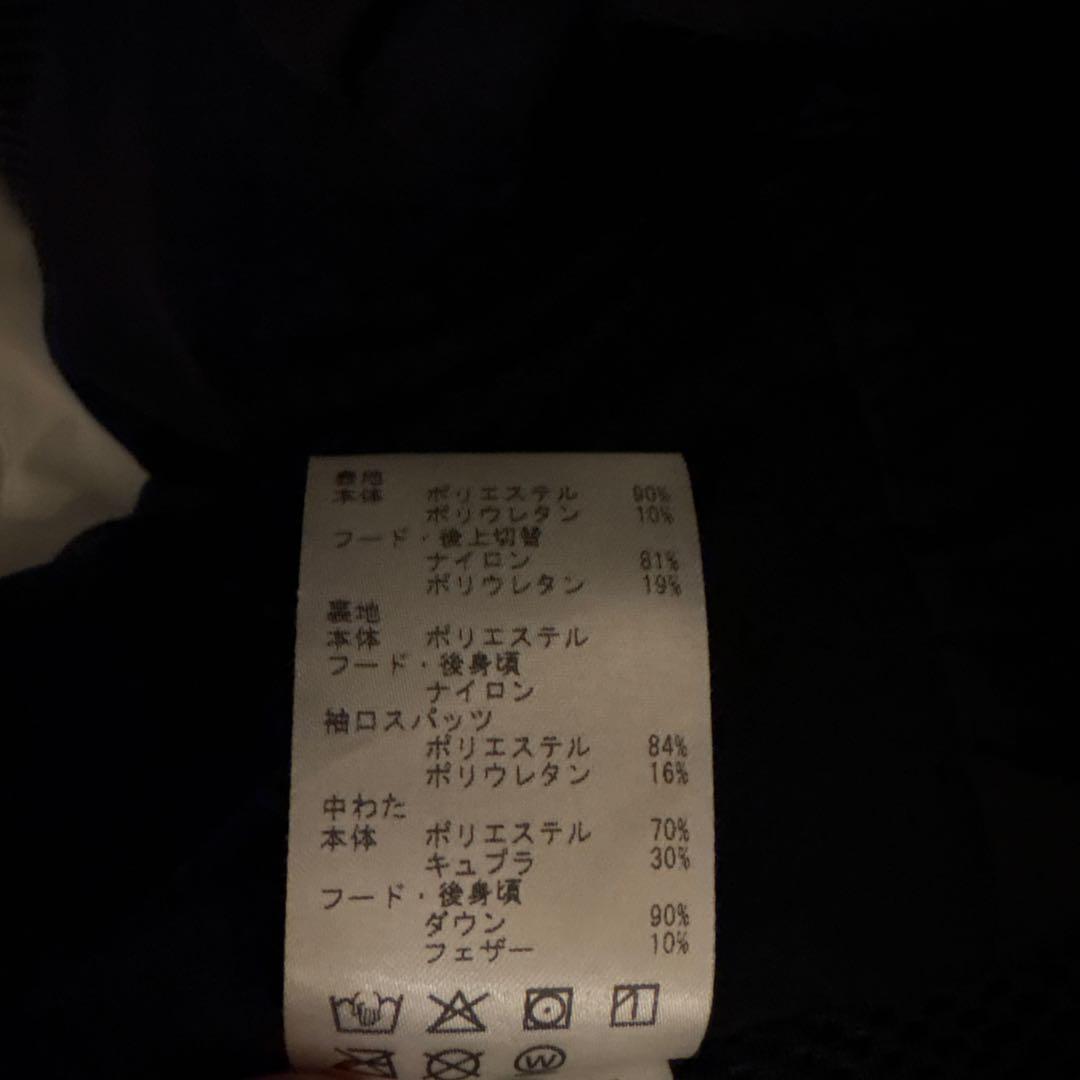 表地
本体 ポリエステル 90%
ポリウレタン 10%
フード・後上切替
ナイロン 81%
ポリウレタン 19%
裏地
本体 ポリエステル
フード・後身頃
ナイロン
袖口スパッツ
ポリエステル 84%
ポリウレタン 16%
中わた
本体 ポリエステル 70%
キュプラ 30%
フード・後身頃
ダウン 90%
フェザー 10%
W